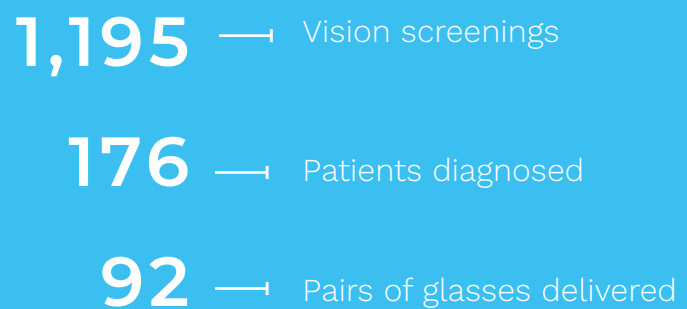 1,195 Vision screenings
176 Patients diagnosed
92 Pairs of glasses delivered